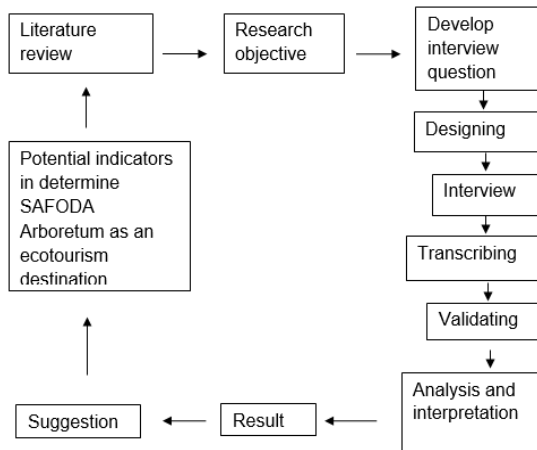 Literature
review
Research
objective
Develop
interview
question
Designing
Interview
Transcribing
Validating
Analysis and
interpretation
Result
Suggestion
Potential indicators
in determine
SAFODA
Arboretum as an
ecotourism
destination